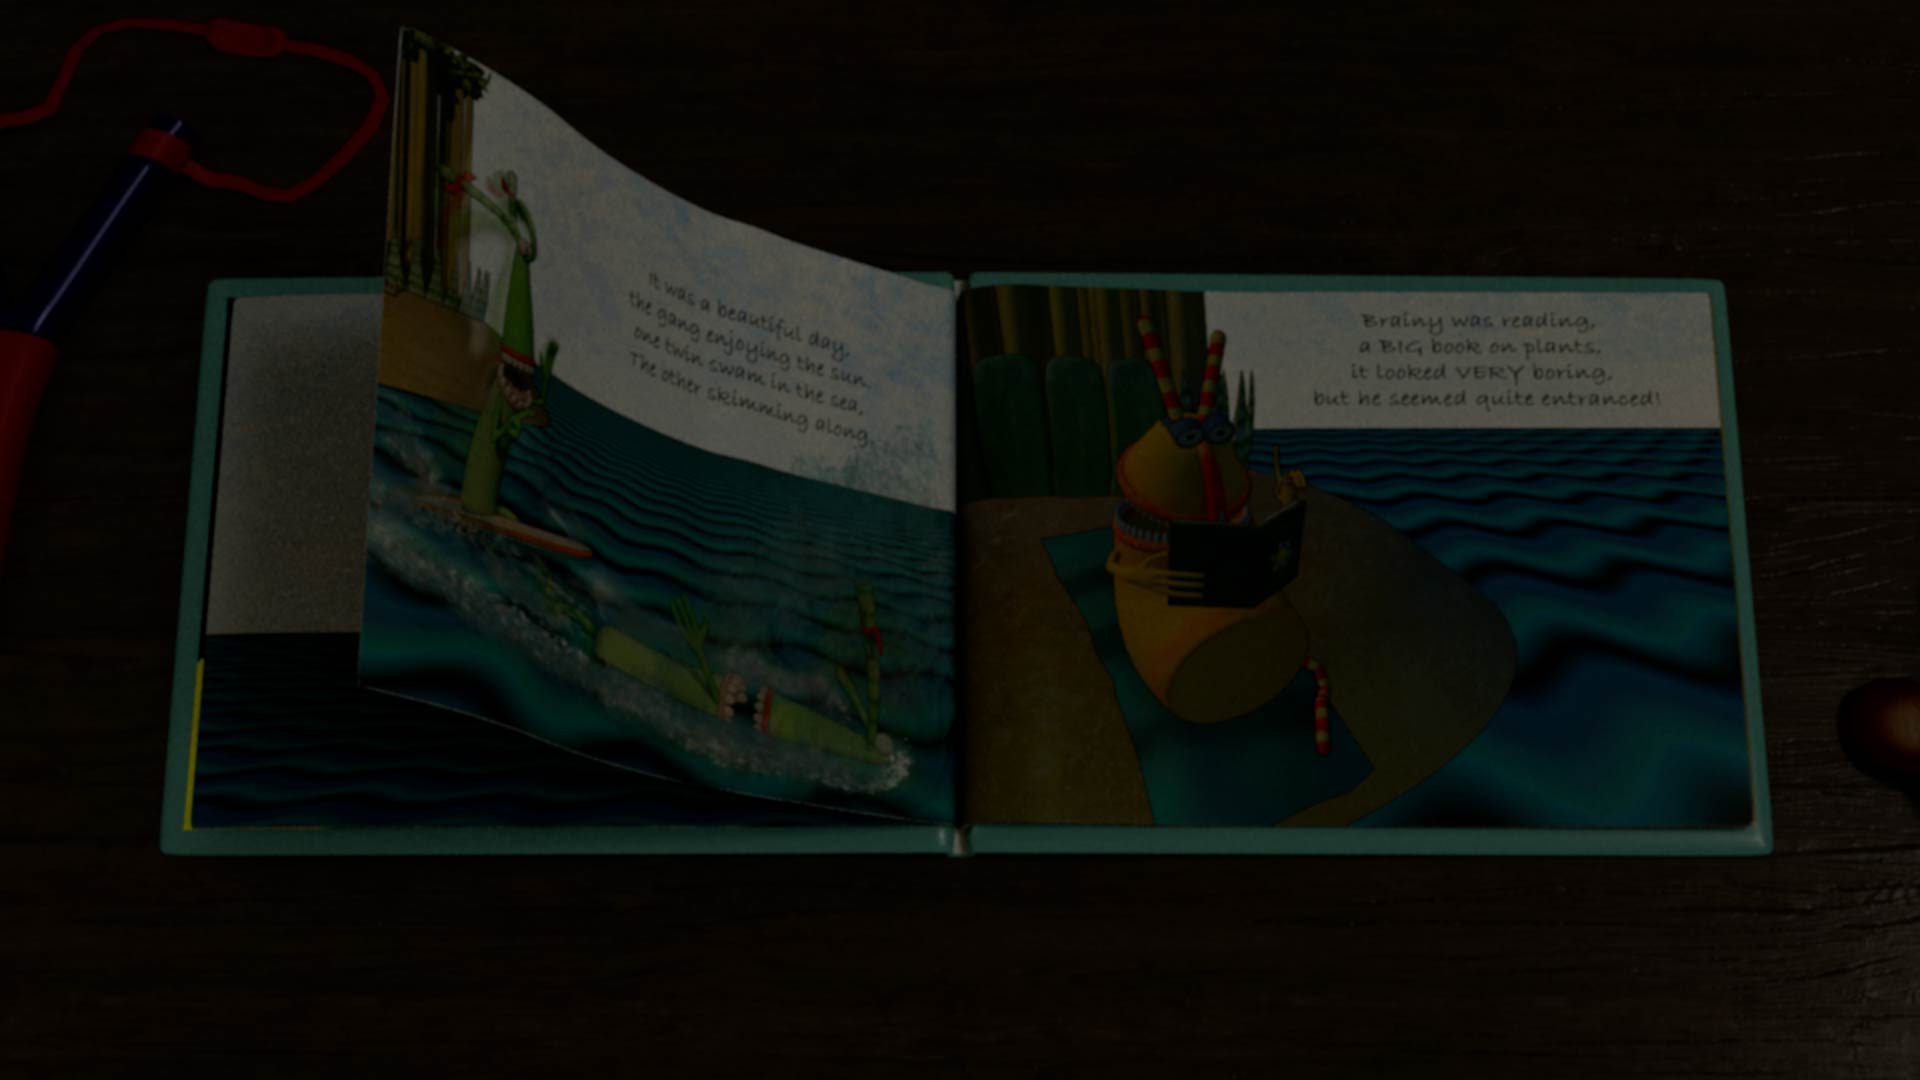 It was a beautiful day,
the gang enjoying the sun.
one twin swam in the sea,
The other skimming along.
Brainy was reading,
a BIG book on plants,
it looked VERY boring,
but he seemed quite entranced!